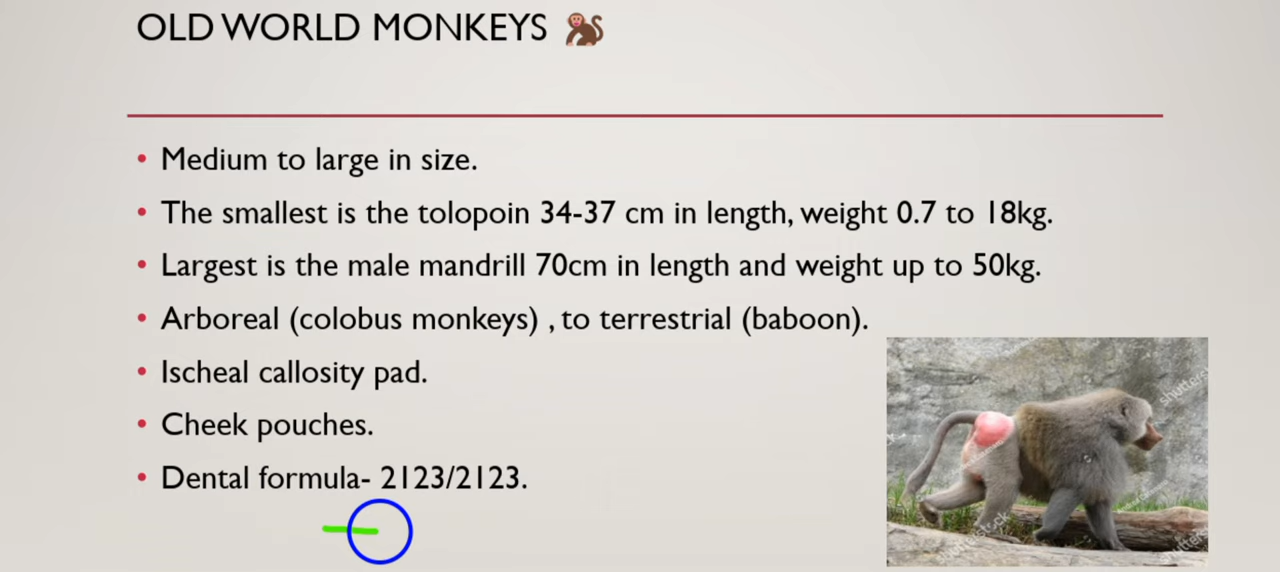 OLD WORLD MONKEYS 🐒
• Medium to large in size.
• The smallest is the tolopoin 34-37 cm in length, weight 0.7 to 18kg.
• Largest is the male mandrill 70cm in length and weight up to 50kg.
• Arboreal (colobus monkeys) , to terrestrial (baboon).
• Ischeal callosity pad.
• Cheek pouches.
• Dental formula- 2123/2123.